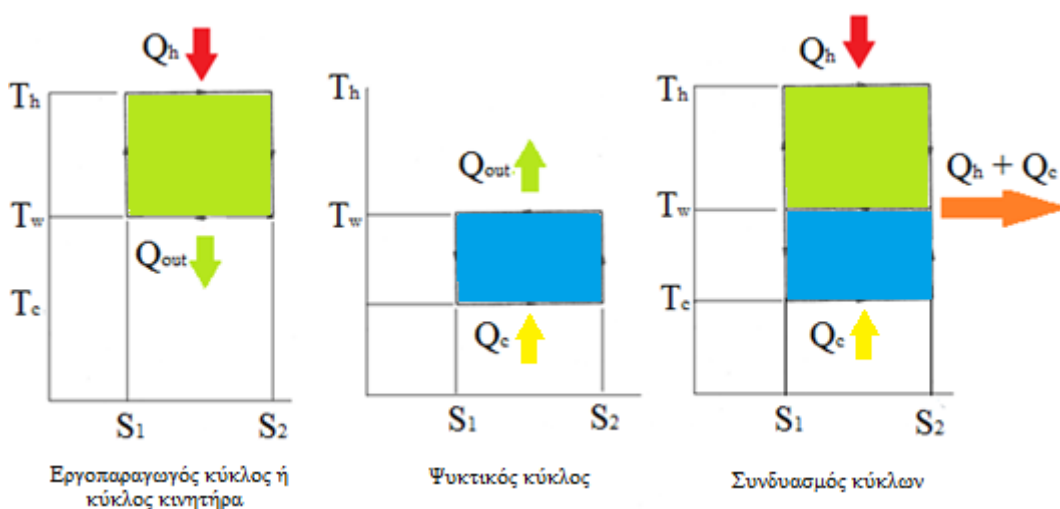 Qh
Th
Tw
Qout
Tc
S1 S2
Εργοπαραγωγός κύκλος ή
κύκλος κινητήρα
Th
Qout
Tw
Qc
S1 S2
Ψυκτικός κύκλος
Qh
Th
Qh + Qc
Tw
Tc
Qc
S1 S2
Συνδυασμός κύκλων